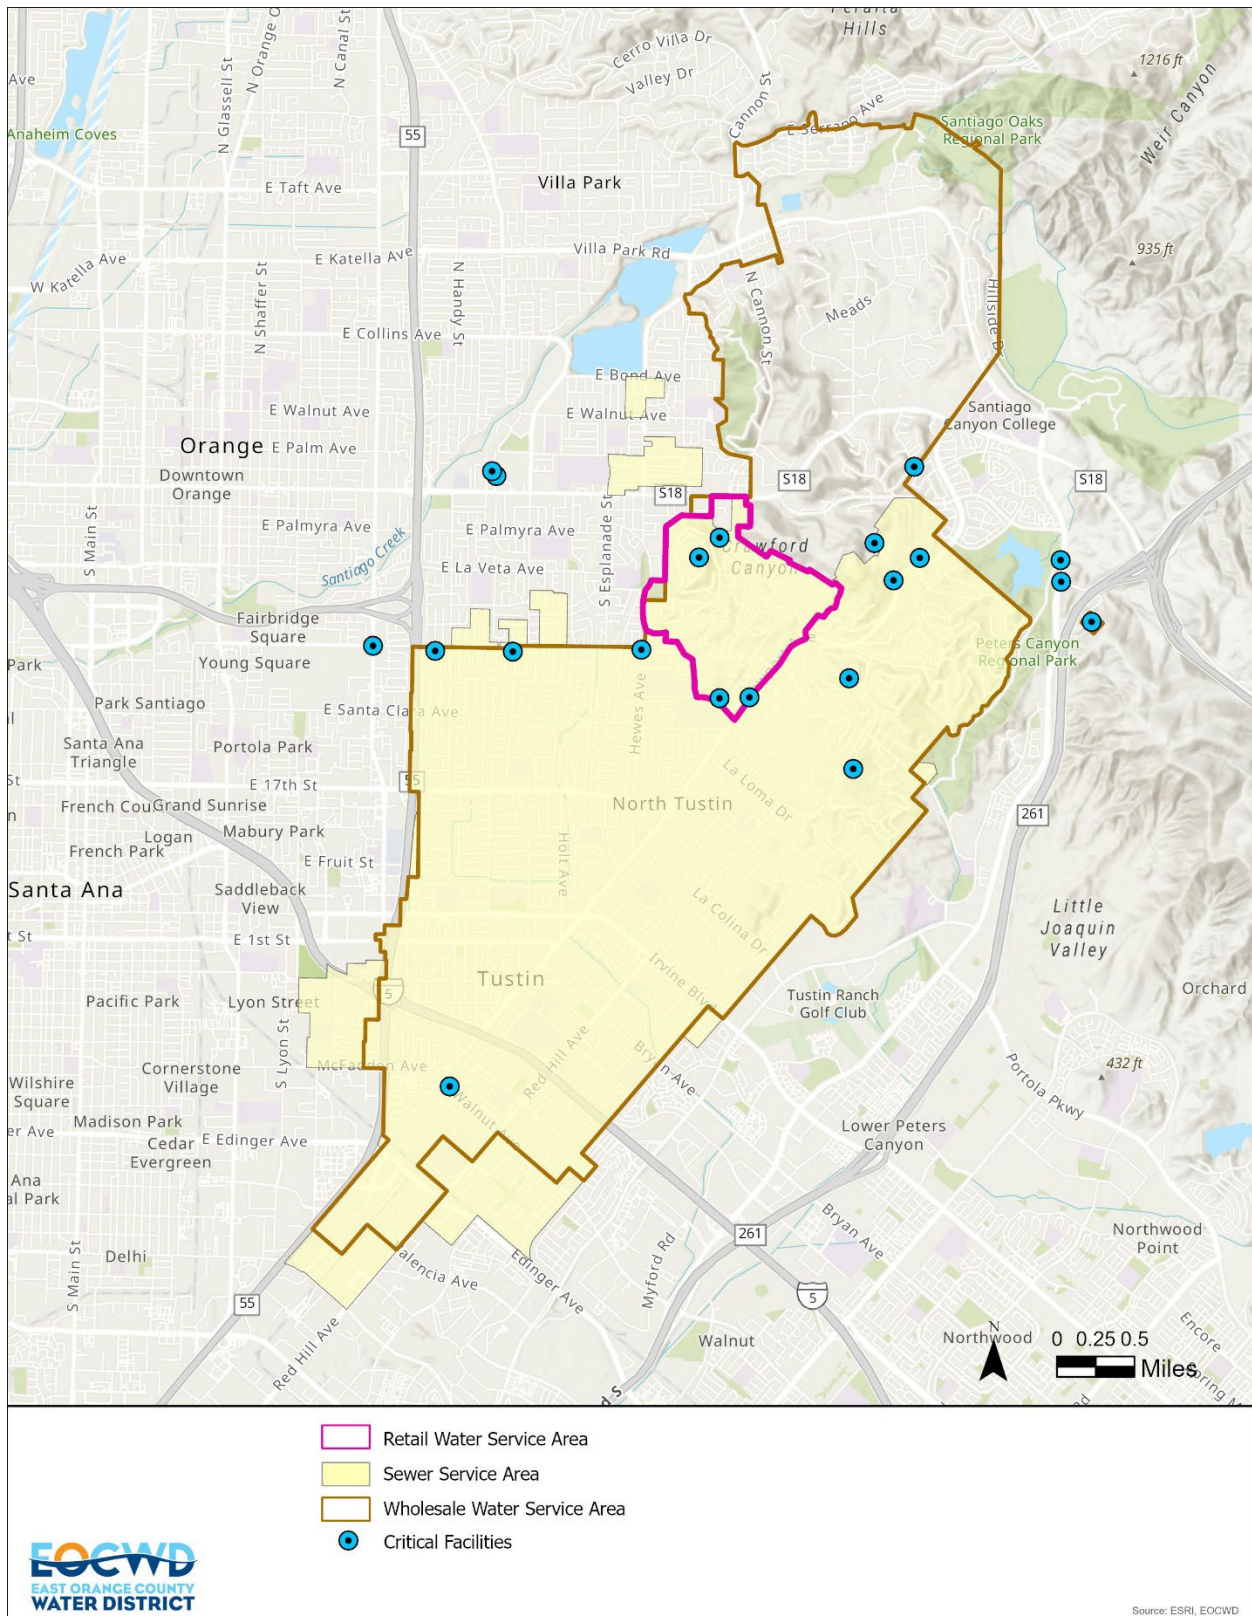 Peralta
Hills
Cerro Villa Dr
Valley Dr
1216 ft
Ave
N Glassell St
N Canal St
Cannon St
E Serrano Ave
Santiago Oaks
Regional Park
Weir Canyon
Anaheim Coves
55
E Taft Ave
Villa Park
Villa Park Rd
935 ft
W Katella Ave
E Katella Ave
N Shaffer St
N Handy St
N Cannon St
Meads
Hillside Dr
E Collins Ave
E Bond Ave
E Walnut Ave
E Walnut Ave
Santiago
Canyon College
Orange
E Palm Ave
Downtown
Orange
S18
S18
S18
S Main St
E Palmyra Ave
E Palmyra Ave
S Esplanade St
Crawford
Canyon
Santiago Creek
E La Veta Ave
Fairbridge
Square
Park
Young Square
Peters Canyon
Regional Park
Park Santiago
E Santa Clara Ave
Hewes Ave
Santa Ana
Triangle
Portola Park
La Loma Dr
St
E 17th St
55
French Cou
Grand Sunrise
North Tustin
261
Logan
Mabury Park
French Park
E Fruit St
Holt Ave
Santa Ana
Saddleback
View
La Colina Dr
Little
Joaquin
Valley
t St
E 1st St
Tustin
Irvine Blvd
Pacific Park
Lyon Street
5
Tustin Ranch
Golf Club
Orchard
S Lyon St
McFadden Ave
Red Hill Ave
Bryan Ave
432 ft
Wilshire
Square
Cornerstone
Village
Portola Pkwy
Madison Park
Walnut Ave
er Ave
Cedar
Evergreen
E Edinger Ave
Lower Peters
Canyon
Ana
al Park
Bryan Ave
261
Northwood
Point
S Main St
Delhi
Valencia Ave
Edinger Ave
Myford Rd
55
5
Red Hill Ave
Walnut
Northwood
Encore
N
0 0.25 0.5
Miles
Retail Water Service Area
Sewer Service Area
Wholesale Water Service Area
Critical Facilities
EOCWD
EAST ORANGE COUNTY
WATER DISTRICT
Source: ESRI, EOCWD